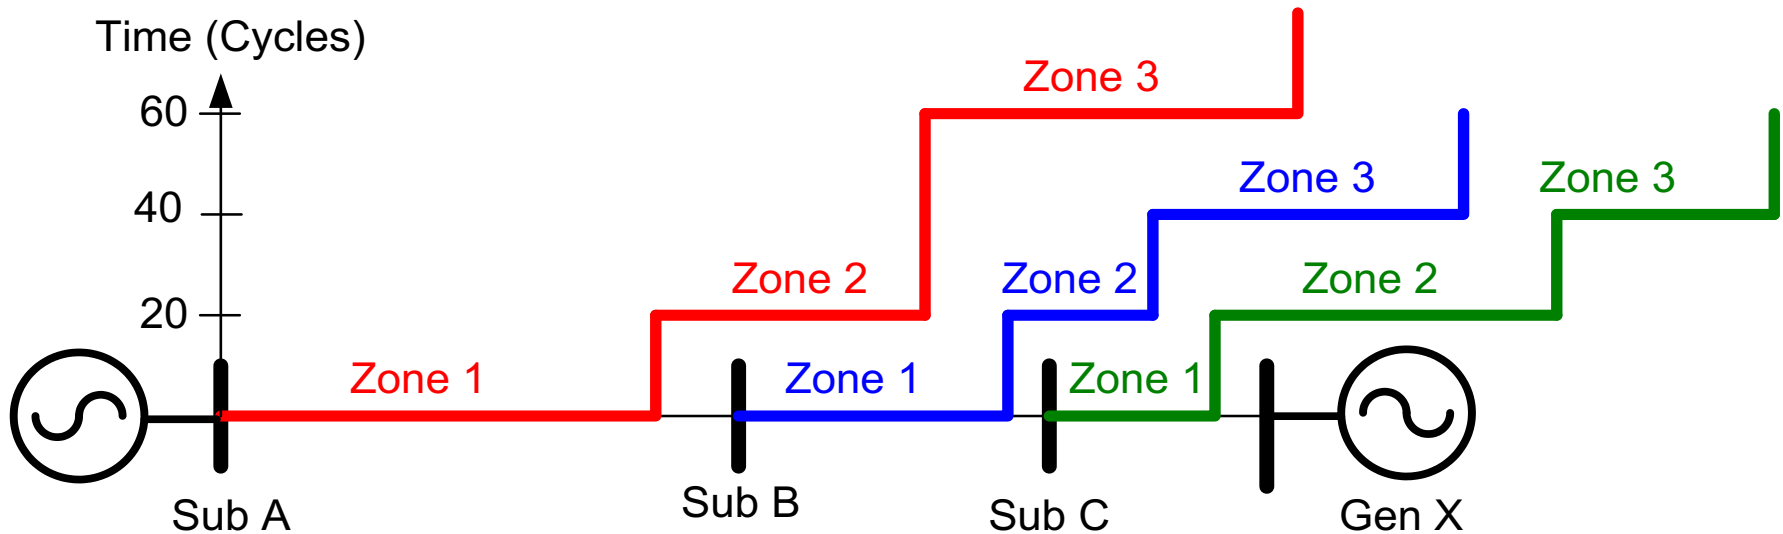 Time (Cycles)
Zone 3
60
Zone 3
Zone 3
40
Zone 2
Zone 2
Zone 2
20
Zone 1
Zone 1
Zone 1
Sub A
Sub B
Sub C
Gen X